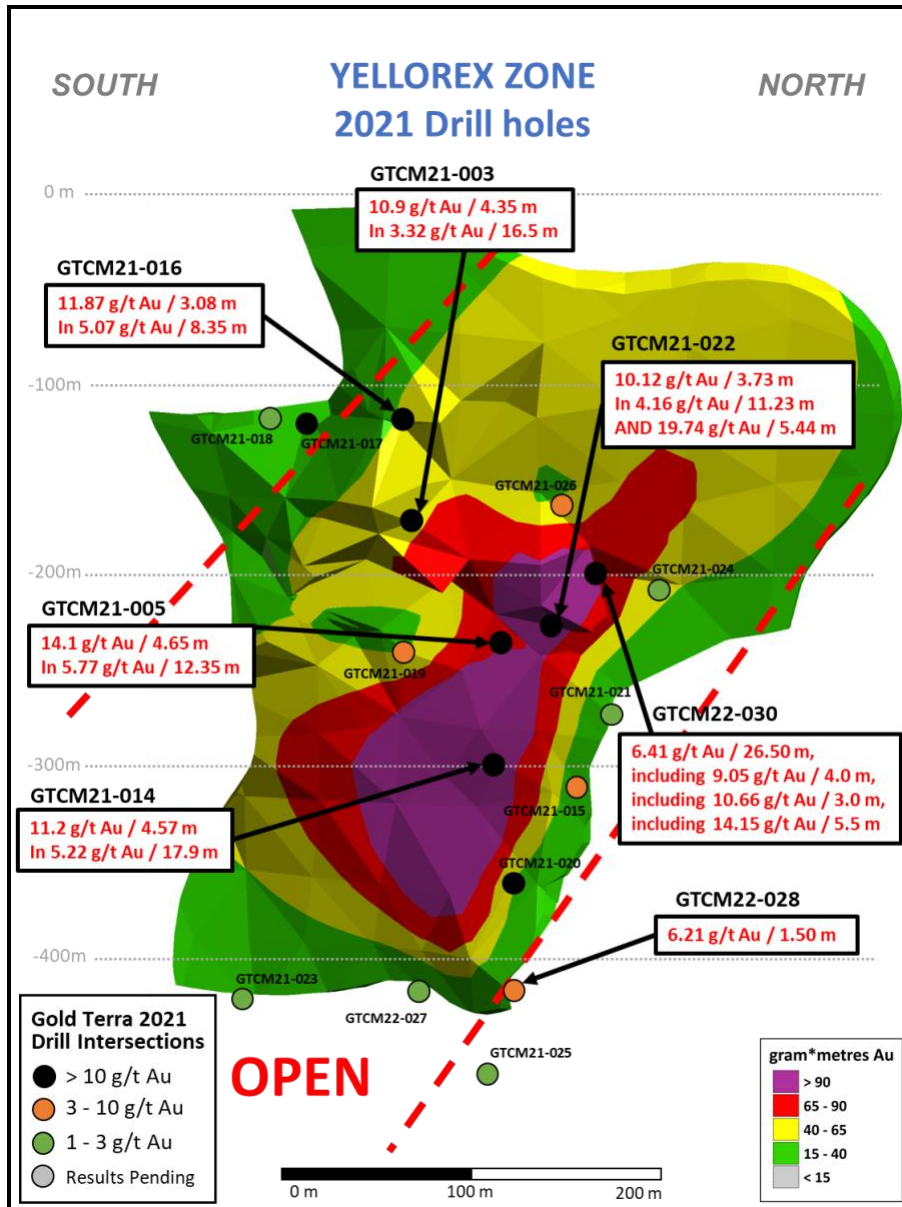 SOUTH
YELLOREX ZONE
2021 Drill holes
NORTH
GTCM21-003
0 m
10.9 g/t Au / 4.35 m
In 3.32 g/t Au / 16.5 m
GTCM21-016
11.87 g/t Au / 3.08 m
In 5.07 g/t Au / 8.35 m
GTCM21-022
10.12 g/t Au / 3.73 m
In 4.16 g/t Au / 11.23 m
AND 19.74 g/t Au / 5.44 m
-100m
GTCM21-018
GTCM21-017
GTCM21-026
-200m
GTCM21-024
GTCM21-005
14.1 g/t Au / 4.65 m
In 5.77 g/t Au / 12.35 m
GTCM21-019
GTCM21-021
GTCM22-030
6.41 g/t Au / 26.50 m,
including 9.05 g/t Au / 4.0 m,
including 10.66 g/t Au / 3.0 m,
including 14.15 g/t Au / 5.5 m
-300m
GTCM21-014
11.2 g/t Au / 4.57 m
In 5.22 g/t Au / 17.9 m
GTCM21-015
GTCM21-020
GTCM22-028
6.21 g/t Au / 1.50 m
-400m
GTCM21-023
GTCM22-027
GTCM21-025
OPEN
Gold Terra 2021
Drill Intersections
> 10 g/t Au
3 - 10 g/t Au
1 - 3 g/t Au
Results Pending
gram*metres Au
> 90
65 - 90
40 - 65
15 - 40
< 15
0 m
100 m
200 m